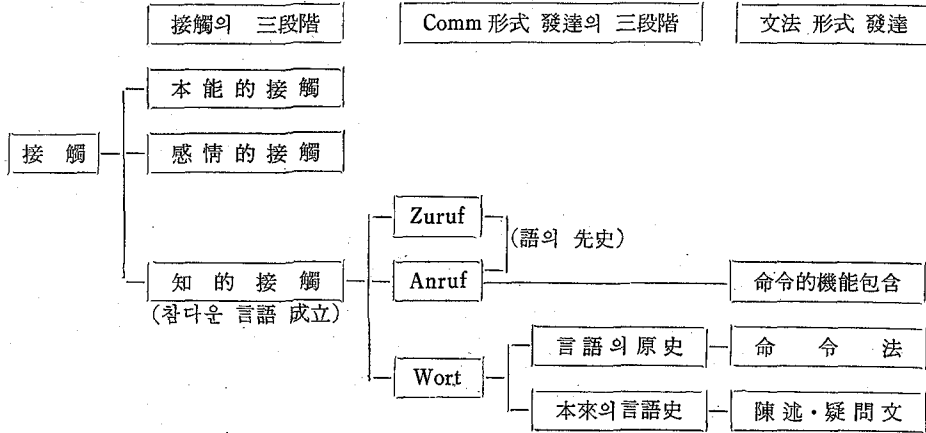 接觸의 三段階 Comm 形式 發達의 三段階 文法 形式 發達
本能的接觸
接觸 感情的接觸
Zuruf
(語의 先史)
知的接觸 Anruf 命令的機能包含
(참다운 言語 成立)
言語의原史 命令法
Wort
本來의言語史 陳述·疑問文